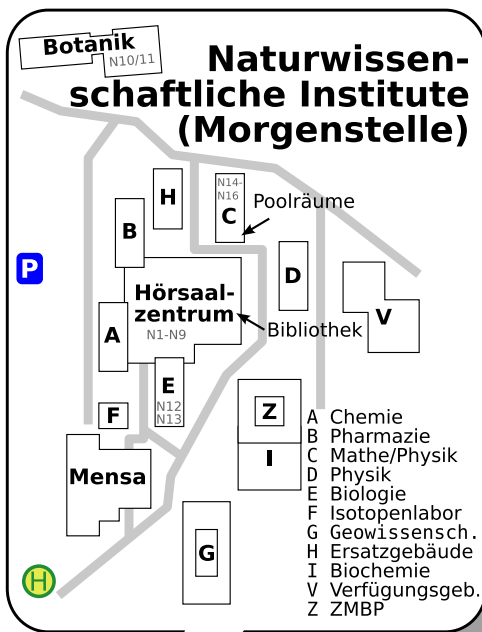 Botanik
N10/11
Naturwissen-
schaftliche Institute
(Morgenstelle)
H
N14-
N16
C
Poolräume
B
P
D
Hörsaal-
zentrum
N1-N9
V
A
Bibliothek
E
N12
N13
F
Z
Mensa
I
G
H
A Chemie
B Pharmazie
C Mathe/Physik
D Physik
E Biologie
F Isotopenlabor
G Geowissensch.
H Ersatzgebäude
I Biochemie
V Verfügungsgeb.
Z ZMBP